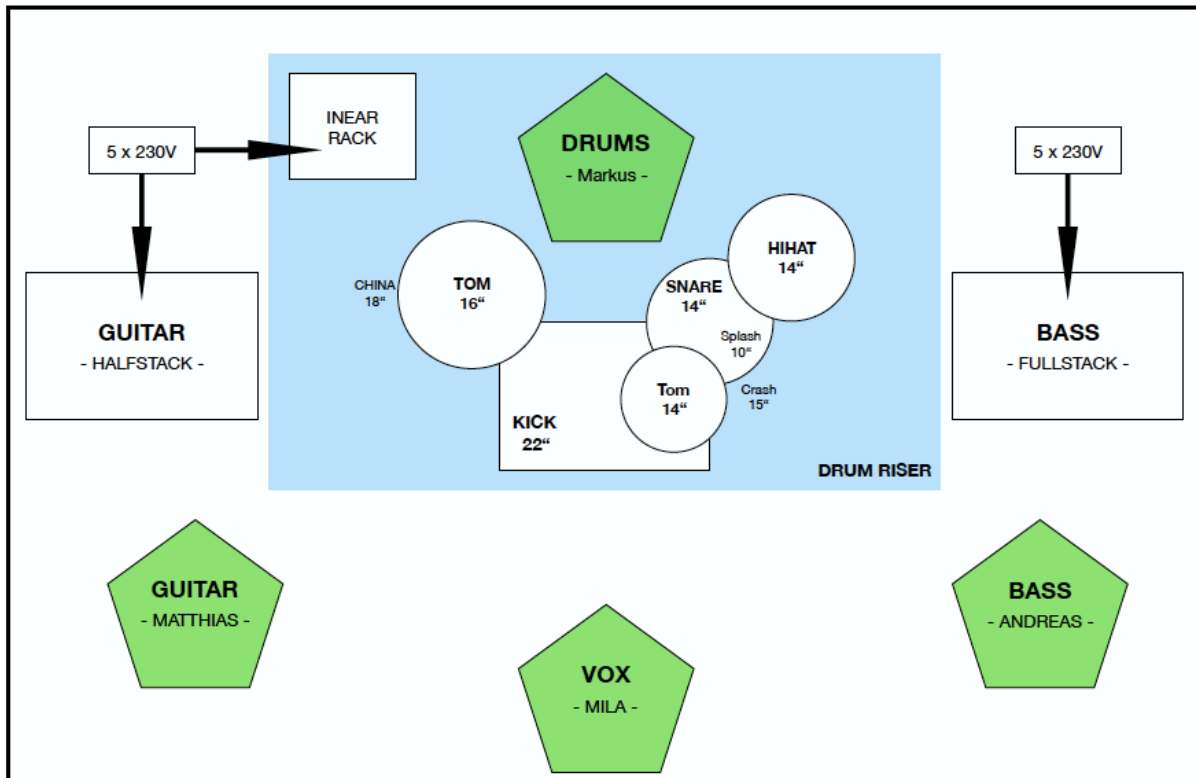 INEAR
RACK
5 x 230V
DRUMS
- Markus -
5 x 230V
HIHAT
14“
CHINA
18“
TOM
16“
SNARE
14“
Splash
10“
GUITAR
- HALFSTACK -
BASS
- FULLSTACK -
Tom
14“
Crash
15“
KICK
22“
DRUM RISER
GUITAR
- MATTHIAS -
BASS
- ANDREAS -
VOX
- MILA -